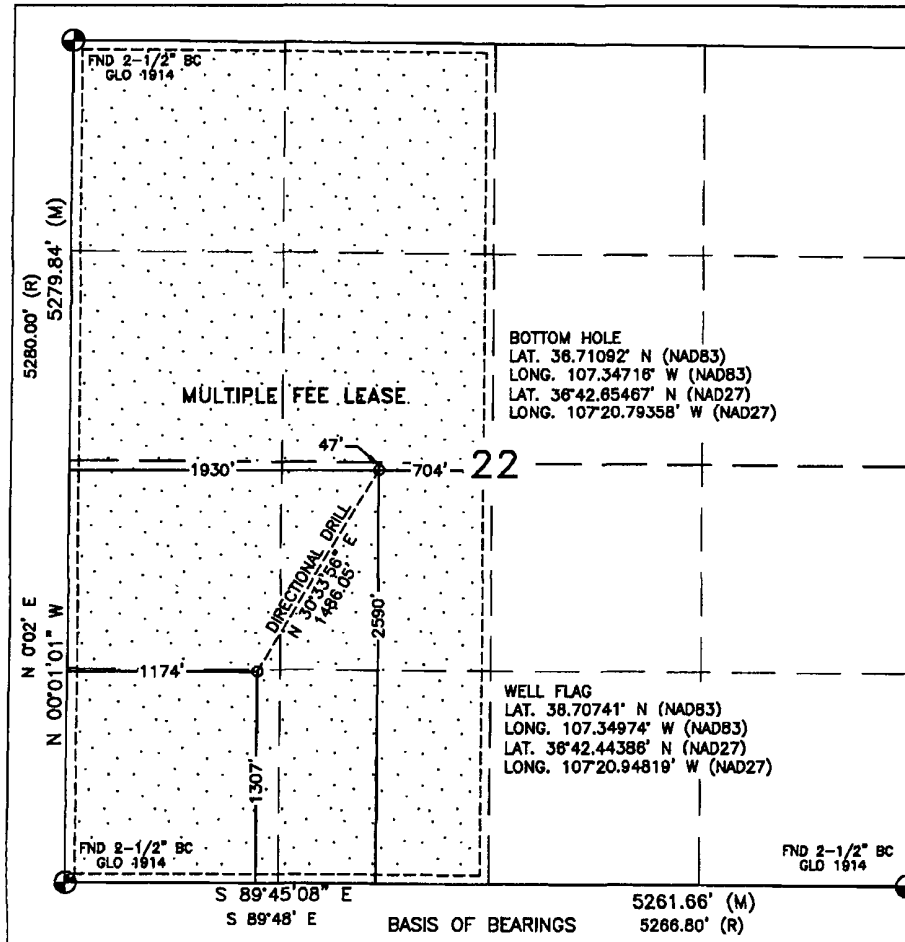 FND 2-1/2" BC
GLO 1914
5280.00' (R)
5279.84' (M)
BOTTOM HOLE
LAT. 36.71092° N (NAD83)
LONG. 107.34716° W (NAD83)
LAT. 36°42.65467' N (NAD27)
LONG. 107°20.79358' W (NAD27)
MULTIPLE FEE LEASE
47'
1930'
704'
22
DIRECTIONAL DRILL
N 30°33'56" E
1486.05'
2590'
N 0°02' E
N 00°01'01" W
1174'
1307'
WELL FLAG
LAT. 38.70741° N (NAD83)
LONG. 107.34974° W (NAD83)
LAT. 36°42.44386' N (NAD27)
LONG. 107°20.94819' W (NAD27)
FND 2-1/2" BC
GLO 1914
FND 2-1/2" BC
GLO 1914
S 89°45'08" E
S 89°48' E
BASIS OF BEARINGS
5261.66' (M)
5266.80' (R)